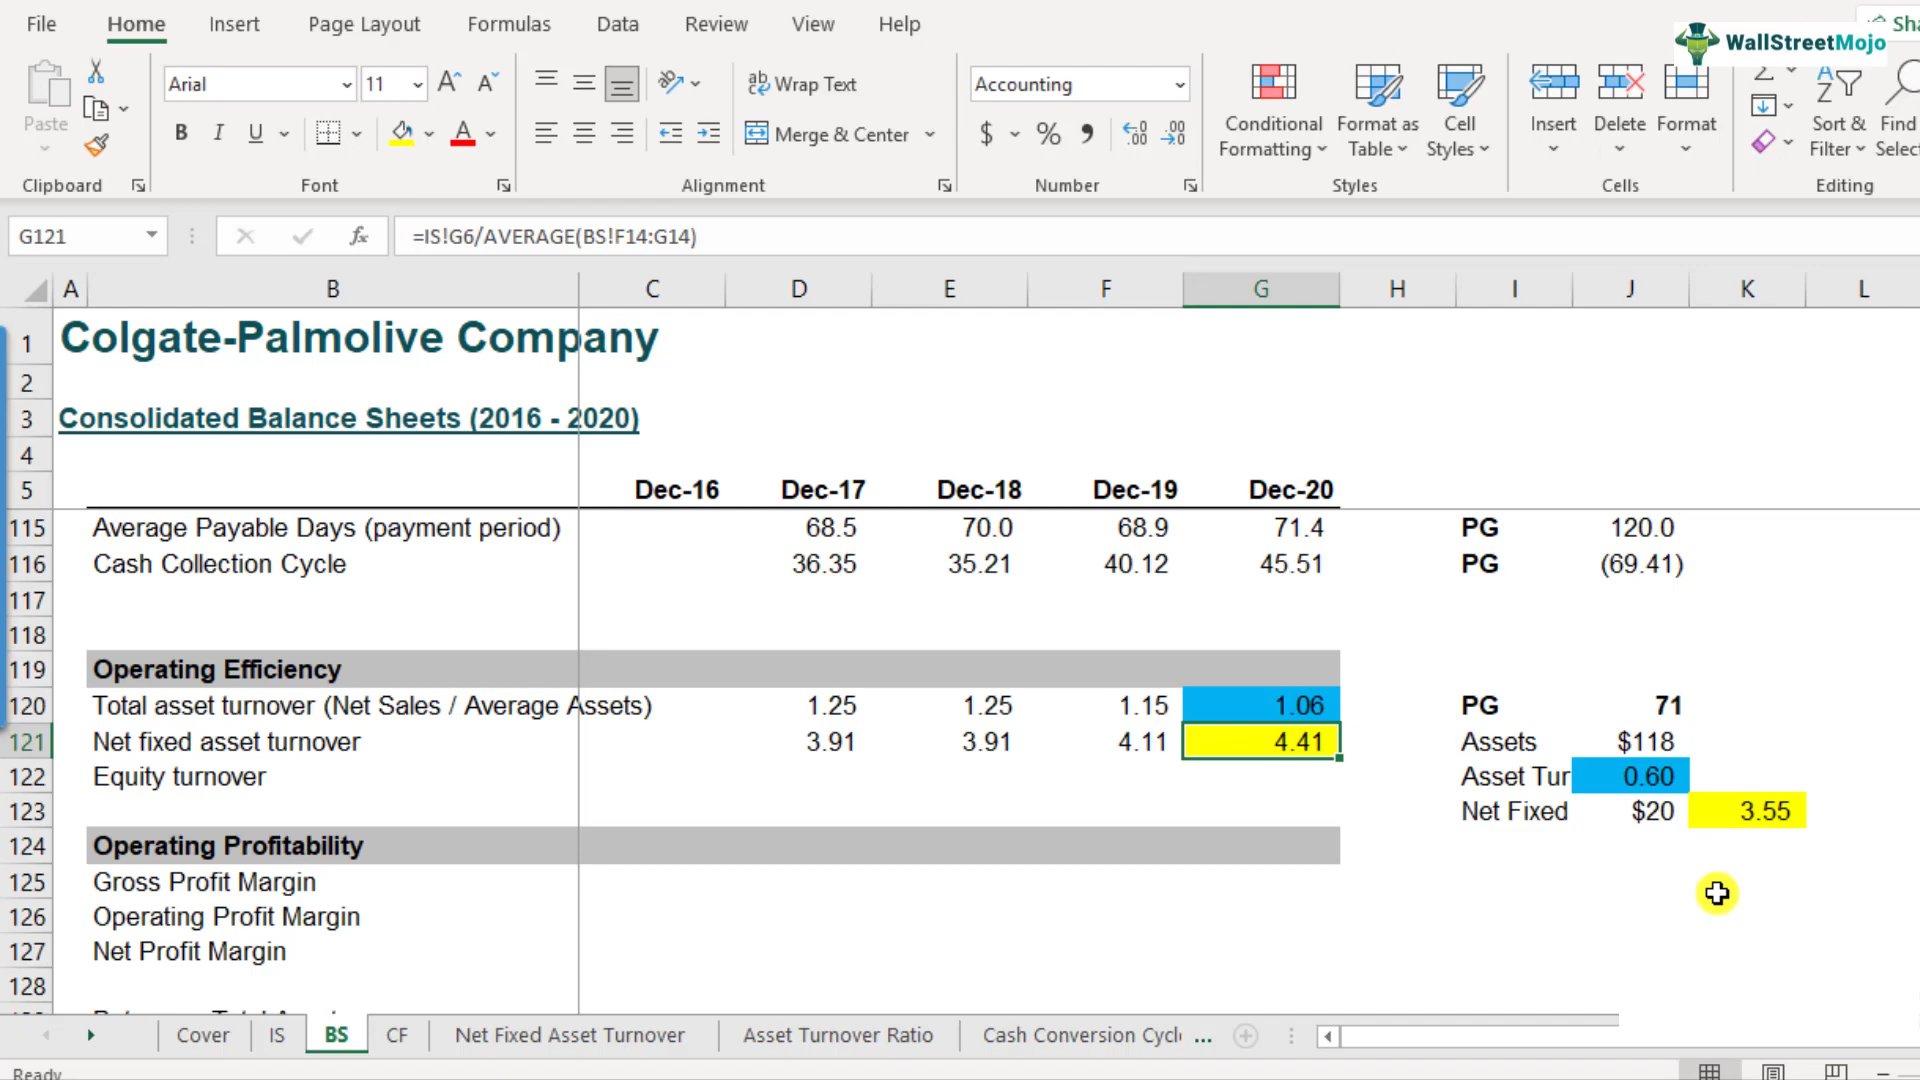 File Home Insert Page Layout Formulas Data Review View Help
WallStreetMojo
Arial 11 Wrap Text Accounting
Paste B I U Merge & Center $ % Conditional Formatting Format as Table Cell Styles Insert Delete Format Sort & Filter
Clipboard Font Alignment Number Styles Cells Editing
G121 fx =IS!G6/AVERAGE(BS!F14:G14)
A B C D E F G H I J K L
1 Colgate-Palmolive Company
2
3 Consolidated Balance Sheets (2016 - 2020)
4
5 Dec-16 Dec-17 Dec-18 Dec-19 Dec-20
115 Average Payable Days (payment period) 68.5 70.0 68.9 71.4 PG 120.0
116 Cash Collection Cycle 36.35 35.21 40.12 45.51 PG (69.41)
117
118
119 Operating Efficiency
120 Total asset turnover (Net Sales / Average Assets) 1.25 1.25 1.15 1.06 PG 71
121 Net fixed asset turnover 3.91 3.91 4.11 4.41 Assets $118
122 Equity turnover Asset Tur 0.60
123 Net Fixed $20 3.55
124 Operating Profitability
125 Gross Profit Margin
126 Operating Profit Margin
127 Net Profit Margin
128
Cover IS BS CF Net Fixed Asset Turnover Asset Turnover Ratio Cash Conversion Cycl ...
Ready